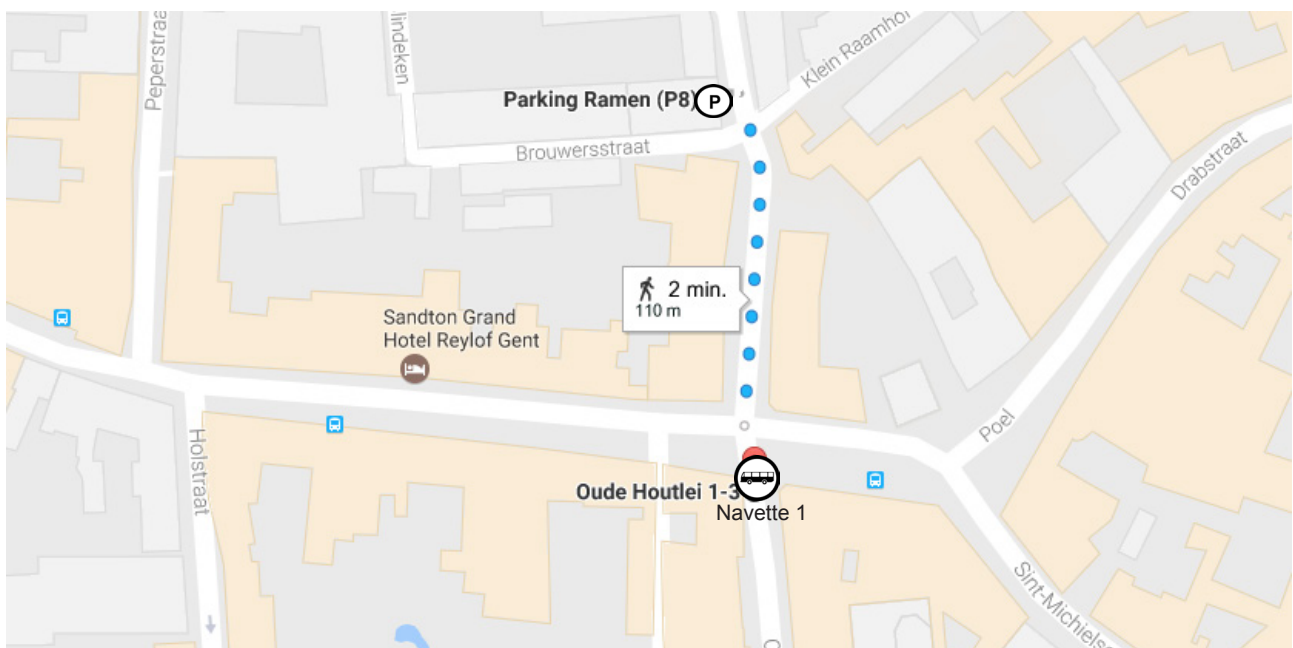 Peperstraa
lindeken
Klein Raamhof
Parking Ramen (P8)
P
Brouwersstraat
Drabstraat
2 min.
110 m
Sandton Grand
Hotel Reylof Gent
Poel
Holstraat
Oude Houtlei 1-3
Navette 1
Sint-Michiels